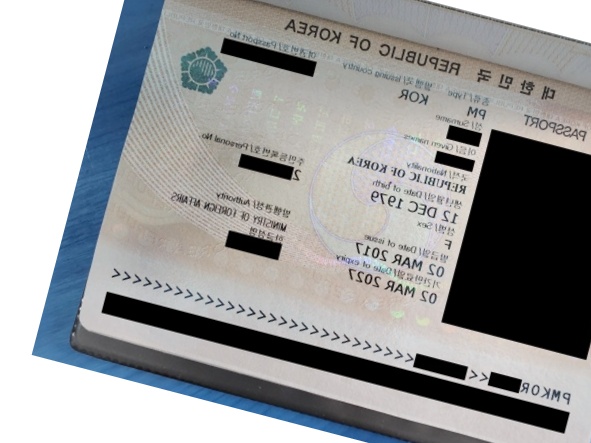 대한민국 REPUBLIC OF KOREA
PASSPORT
종류/Type 발행국/Issuing country 여권번호/Passport No.
PM KOR
성/Surname
이름/Given names
국적/Nationality 주민등록번호/Personal No.
REPUBLIC OF KOREA 2
생년월일/Date of birth
12 DEC 1979
성별/Sex 발행관청/Authority
F MINISTRY OF FOREIGN AFFAIRS
발급일/Date of issue
02 MAR 2017
기간만료일/Date of expiry
02 MAR 2027
PMKOR <<